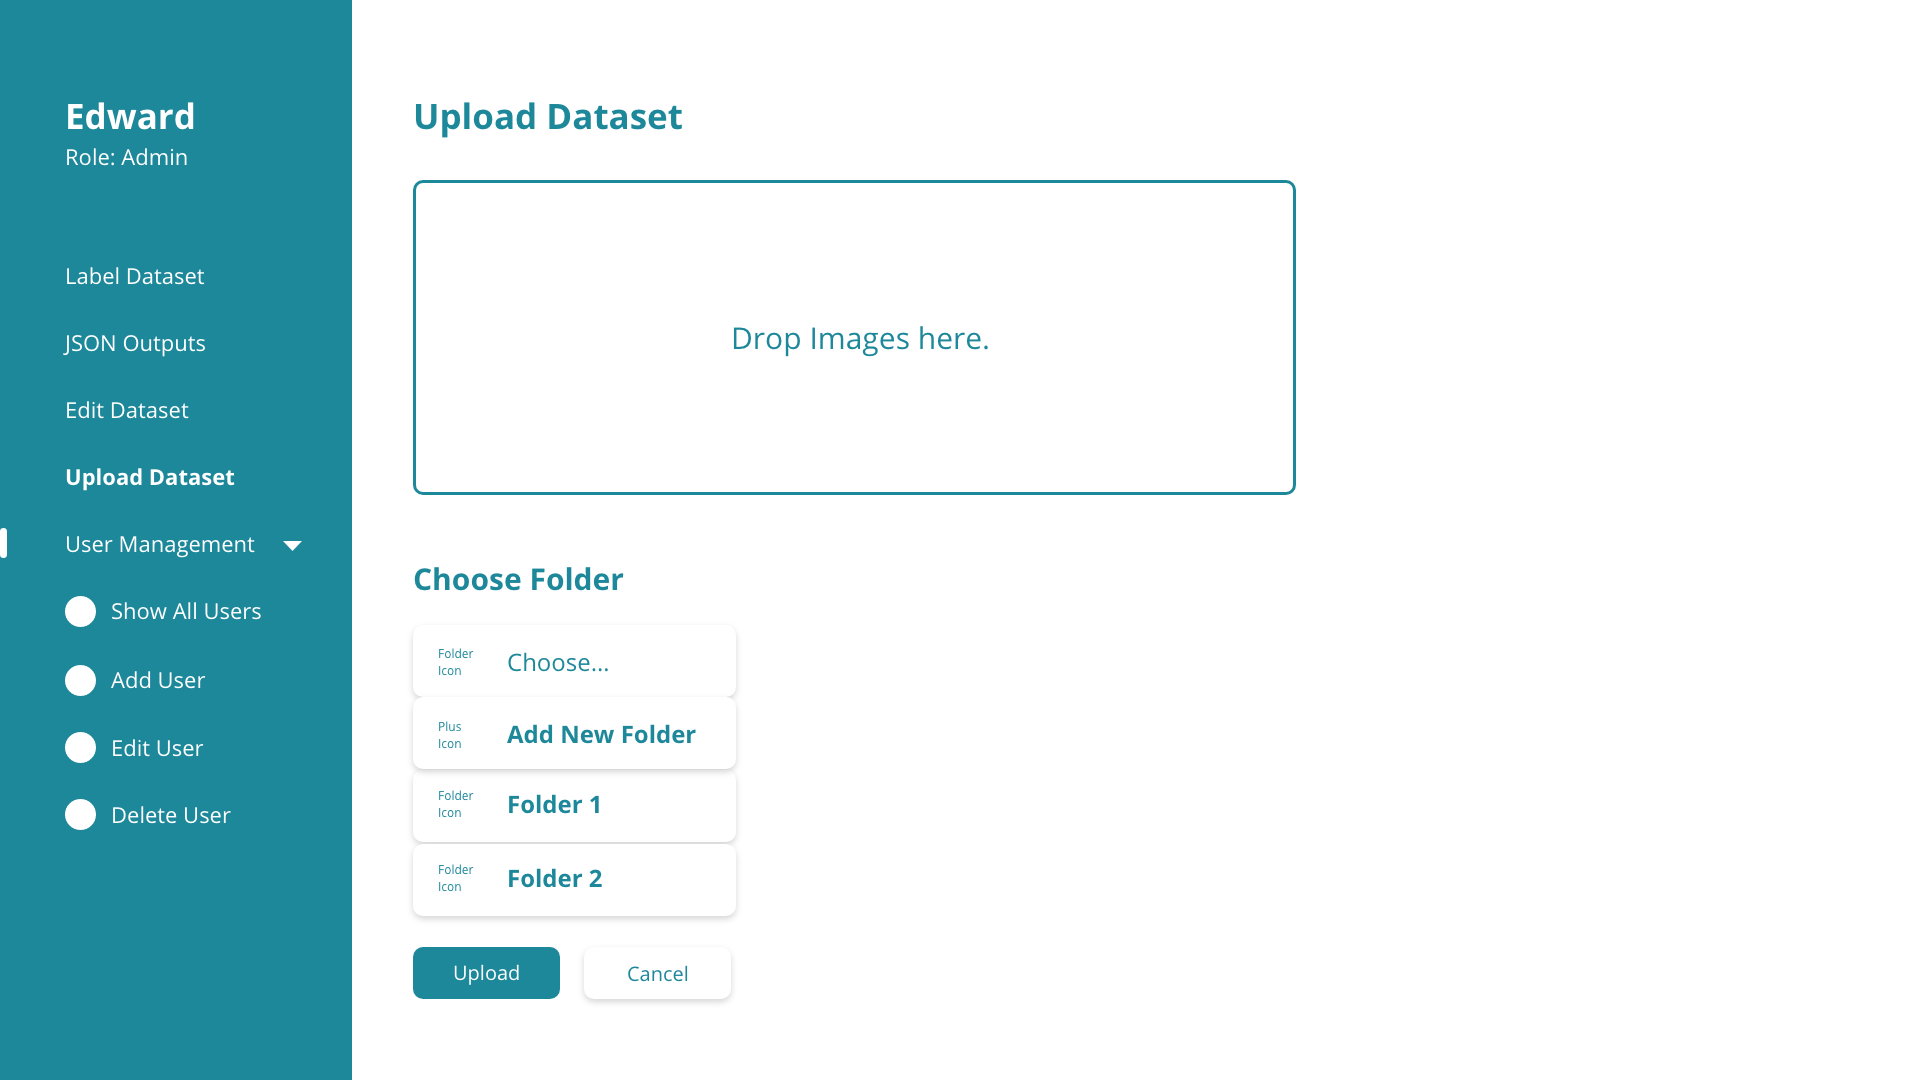 Edward
Role: Admin
Label Dataset
JSON Outputs
Edit Dataset
Upload Dataset
User Management
Show All Users
Add User
Edit User
Delete User
Upload Dataset
Drop Images here.
Choose Folder
Folder
Icon
Choose...
Plus
Icon
Add New Folder
Folder
Icon
Folder 1
Folder
Icon
Folder 2
Upload
Cancel